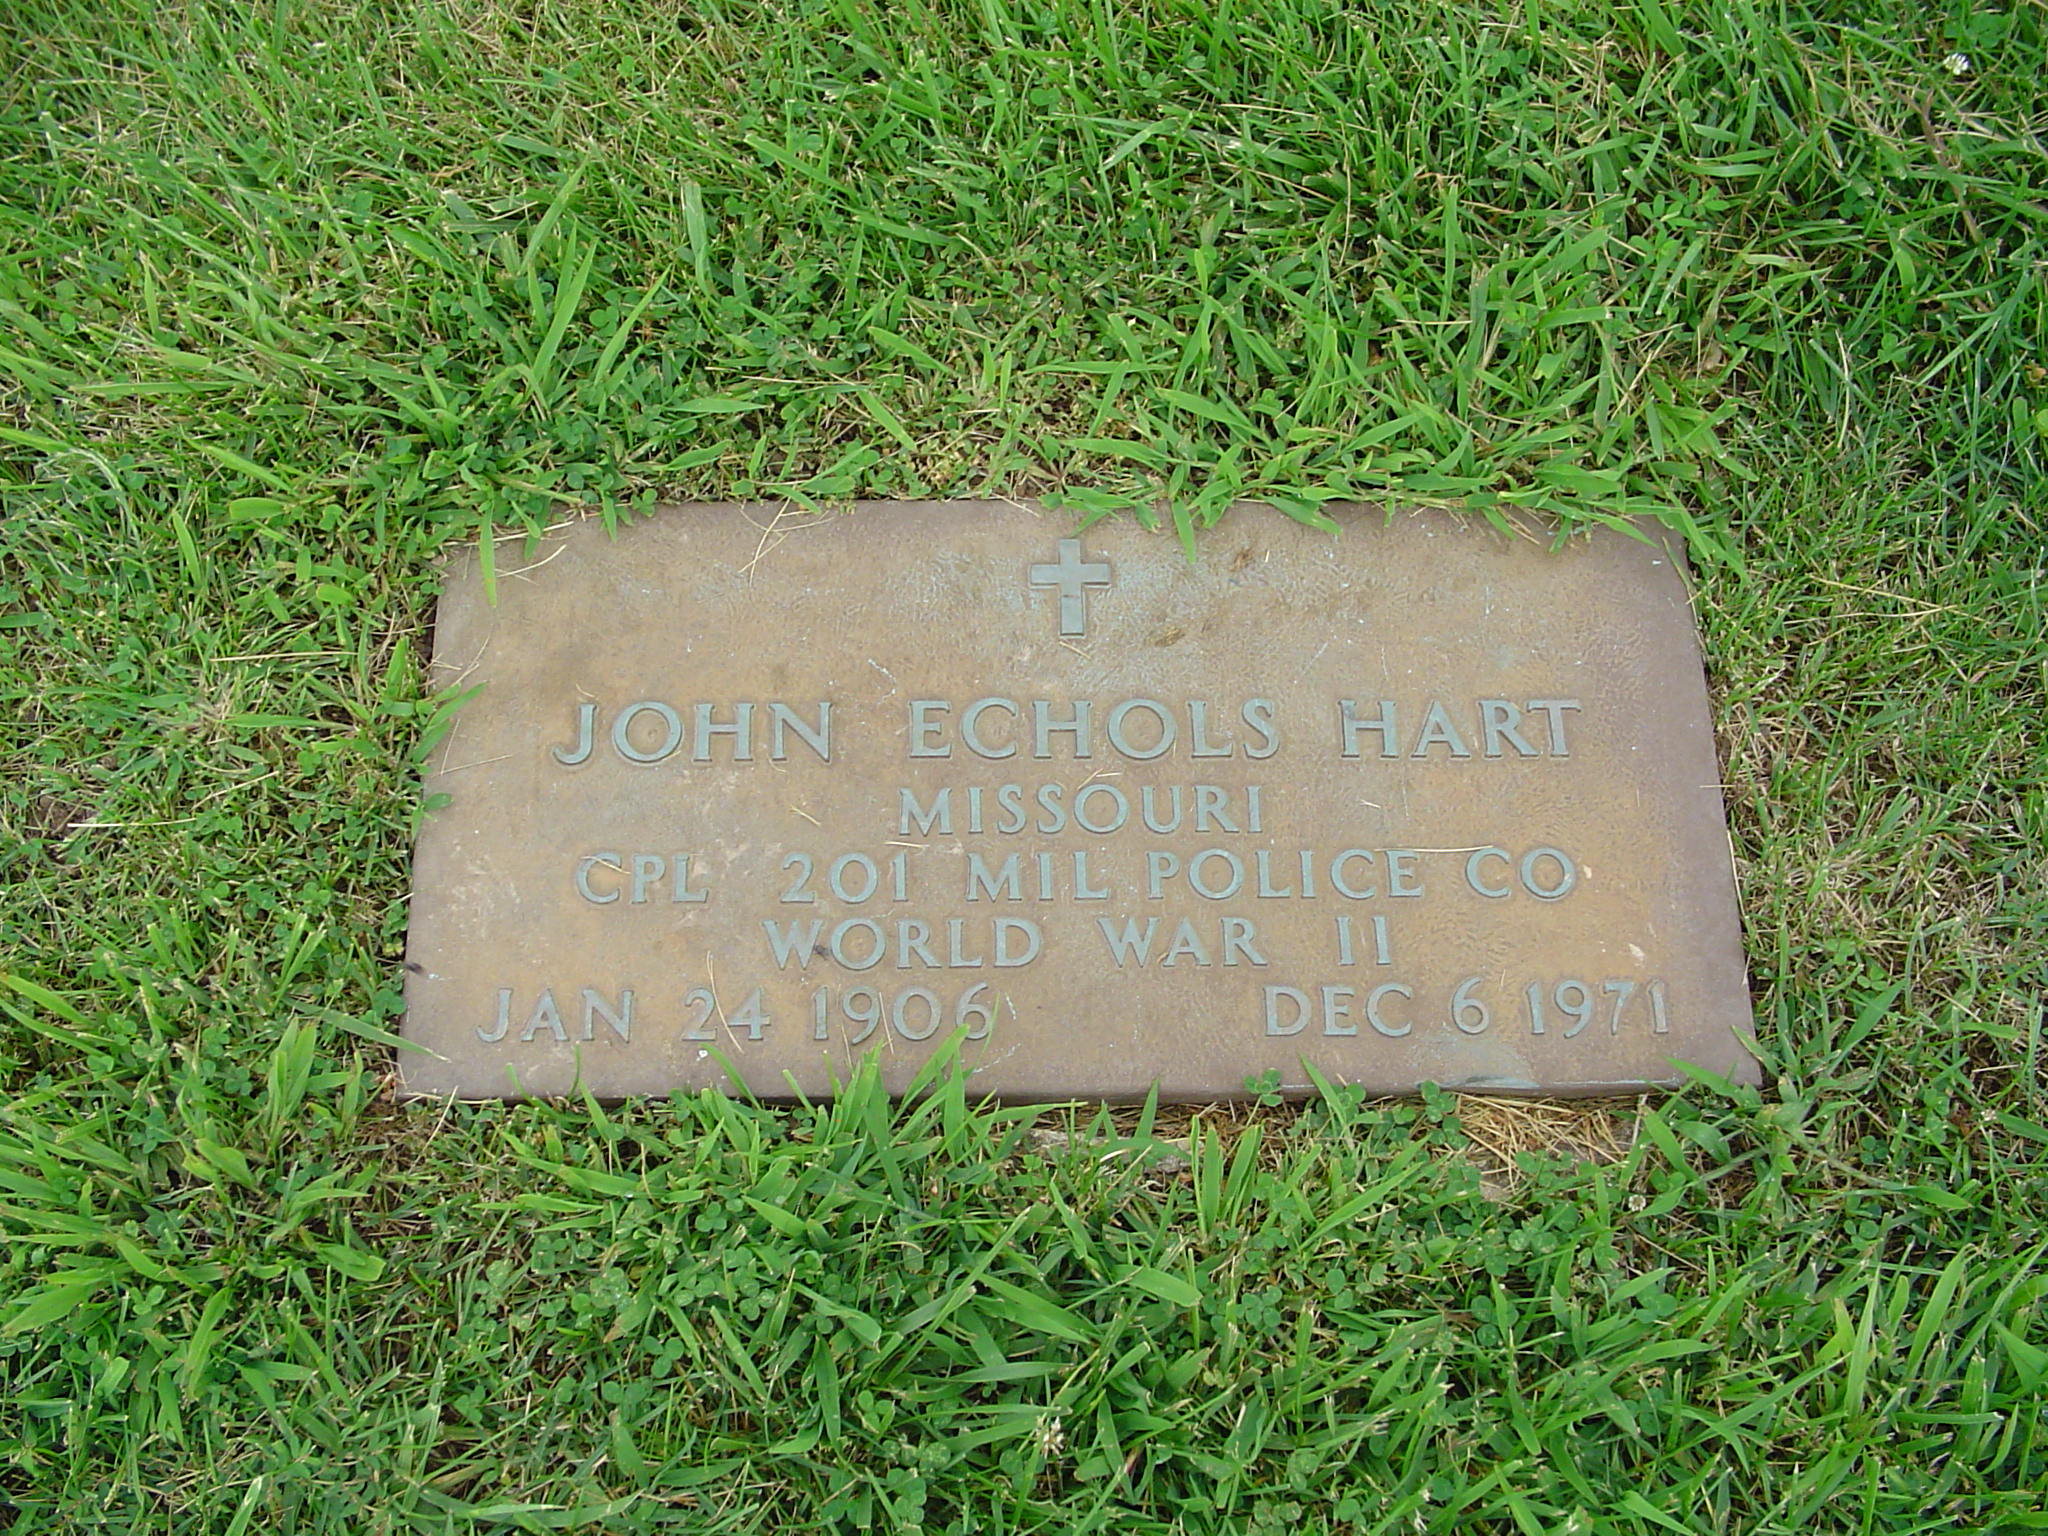 JOHN ECHOLS HART
MISSOURI
CPL 201 MIL POLICE CO
WORLD WAR II
JAN 24 1906 DEC 6 1971